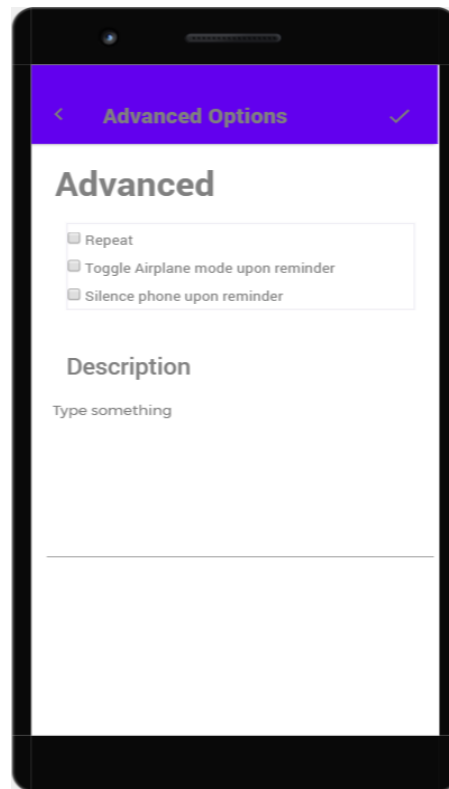 Advanced Options
Advanced
Repeat
Toggle Airplane mode upon reminder
Silence phone upon reminder
Description
Type something